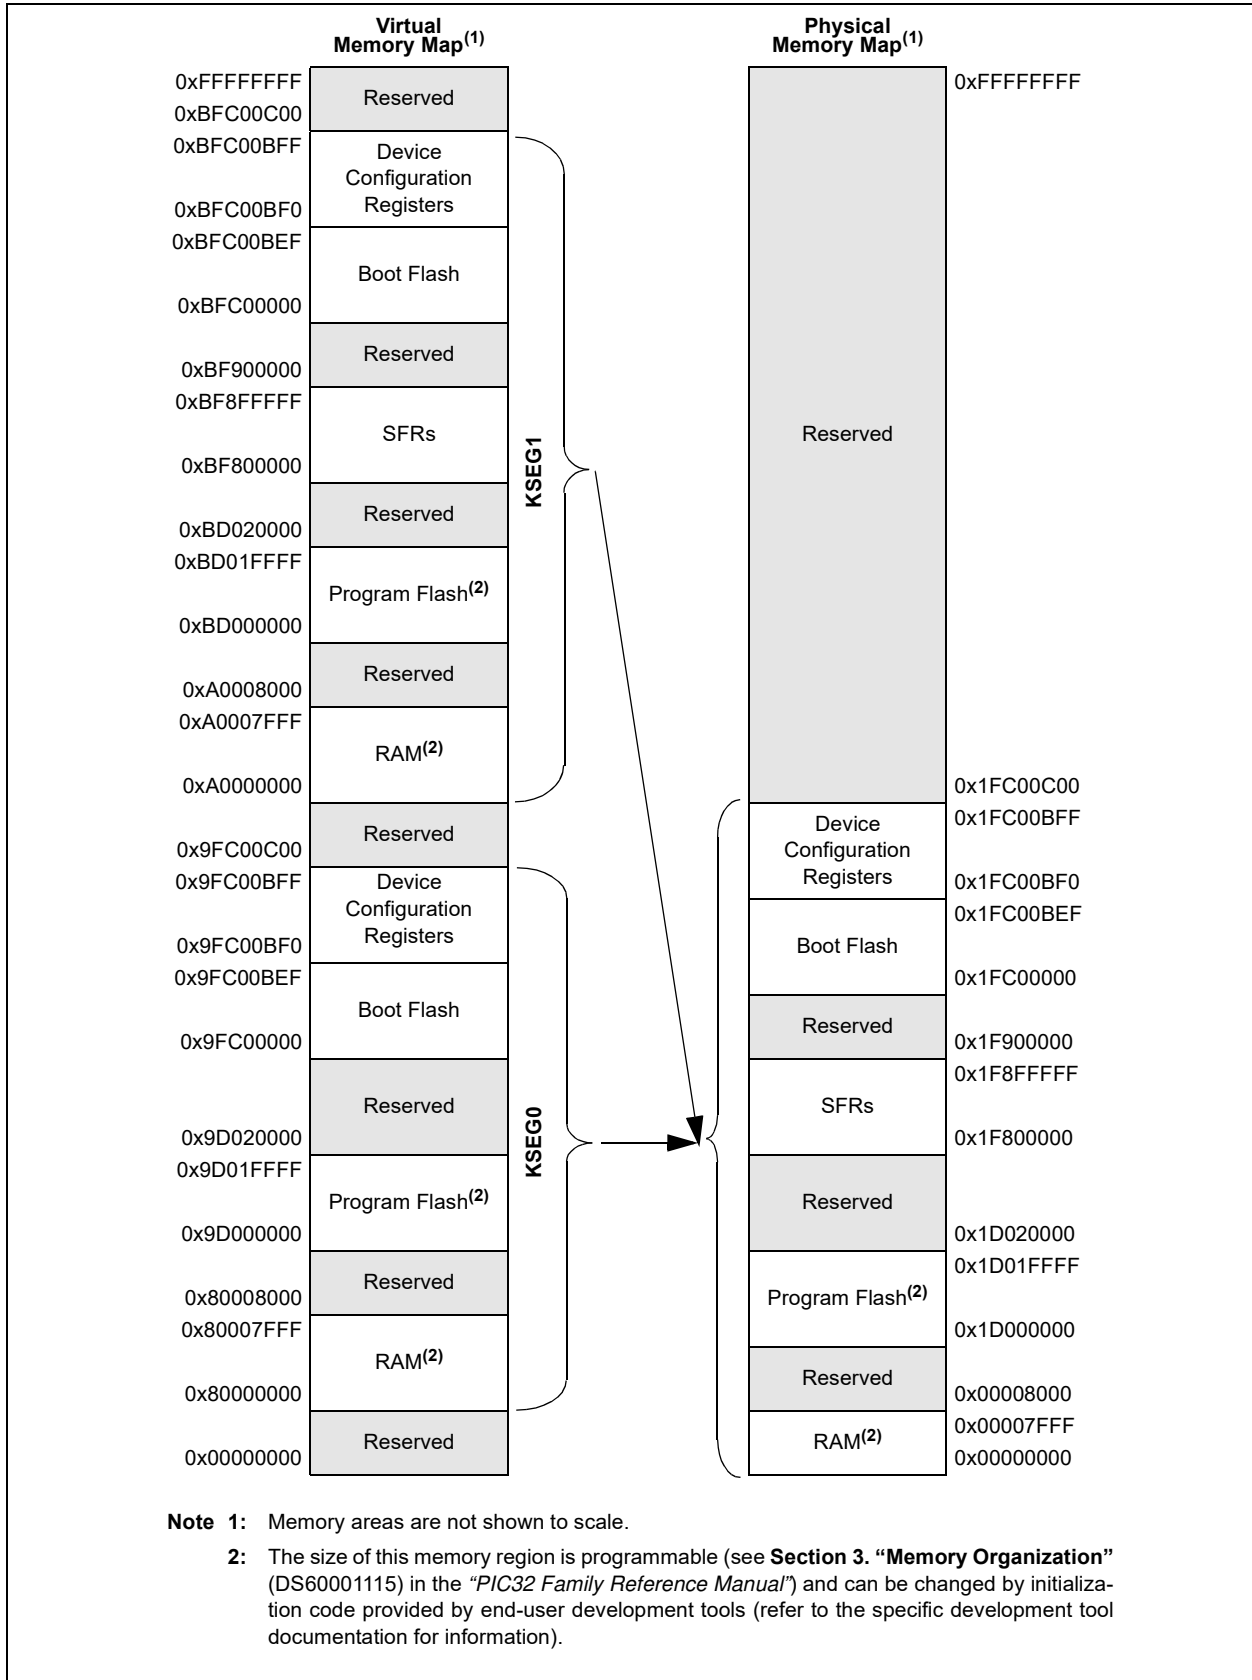 Virtual
Memory Map(1)
Physical
Memory Map(1)
0xFFFFFFFF
Reserved
0xBFC00C00
0xBFC00BFF
Device
Configuration
Registers
0xBFC00BF0
0xBFC00BEF
Boot Flash
0xBFC00000
Reserved
0xBF900000
0xBF8FFFFF
SFRs
0xBF800000
Reserved
0xBD020000
0xBD01FFFF
Program Flash(2)
0xBD000000
Reserved
0xA0008000
0xA0007FFF
RAM(2)
0xA0000000
KSEG1
Reserved
0x9FC00C00
0x9FC00BFF
Device
Configuration
Registers
0x9FC00BF0
0x9FC00BEF
Boot Flash
0x9FC00000
Reserved
0x9D020000
0x9D01FFFF
Program Flash(2)
0x9D000000
Reserved
0x80008000
0x80007FFF
RAM(2)
0x80000000
KSEG0
Reserved
0x00000000
0xFFFFFFFF
Reserved
0x1FC00C00
0x1FC00BFF
Device
Configuration
Registers
0x1FC00BF0
0x1FC00BEF
Boot Flash
0x1FC00000
Reserved
0x1F900000
0x1F8FFFFF
SFRs
0x1F800000
Reserved
0x1D020000
0x1D01FFFF
Program Flash(2)
0x1D000000
Reserved
0x00008000
0x00007FFF
RAM(2)
0x00000000
Note 1: Memory areas are not shown to scale.
2: The size of this memory region is programmable (see Section 3. “Memory Organization”
(DS60001115) in the “PIC32 Family Reference Manual”) and can be changed by initializa-
tion code provided by end-user development tools (refer to the specific development tool
documentation for information).